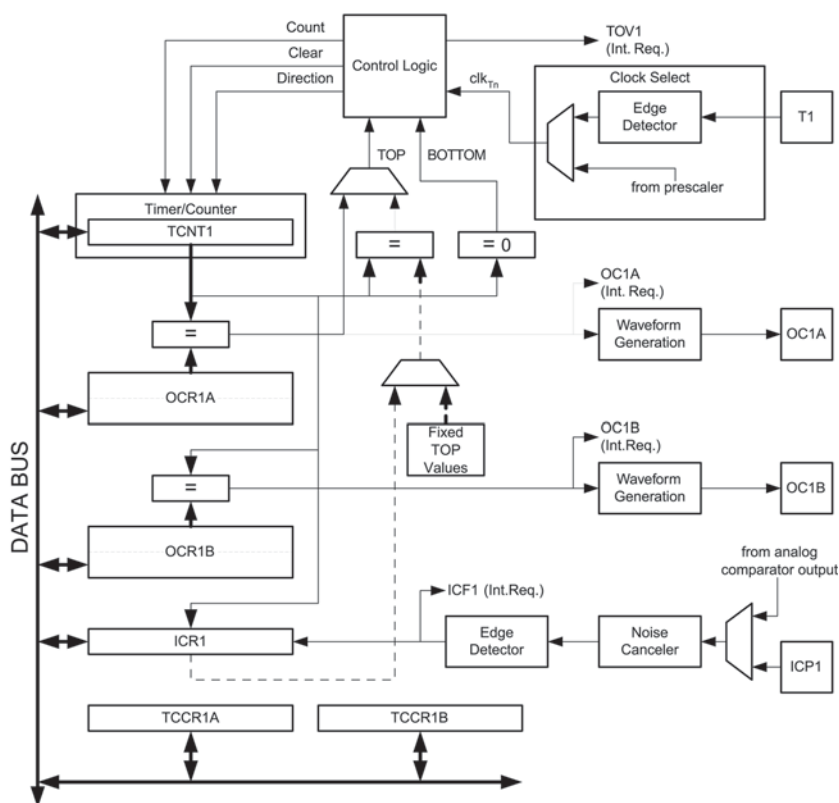 Count
Clear
Direction
Control Logic
TOV1
(Int. Req.)
clkTn
Clock Select
Edge
Detector
T1
TOP
BOTTOM
from prescaler
Timer/Counter
TCNT1
=
= 0
OC1A
(Int. Req.)
=
Waveform
Generation
OC1A
OCR1A
Fixed
TOP
Values
OC1B
(Int.Req.)
=
Waveform
Generation
OC1B
DATA BUS
OCR1B
from analog
comparator output
ICF1 (Int.Req.)
ICR1
Edge
Detector
Noise
Canceler
ICP1
TCCR1A
TCCR1B